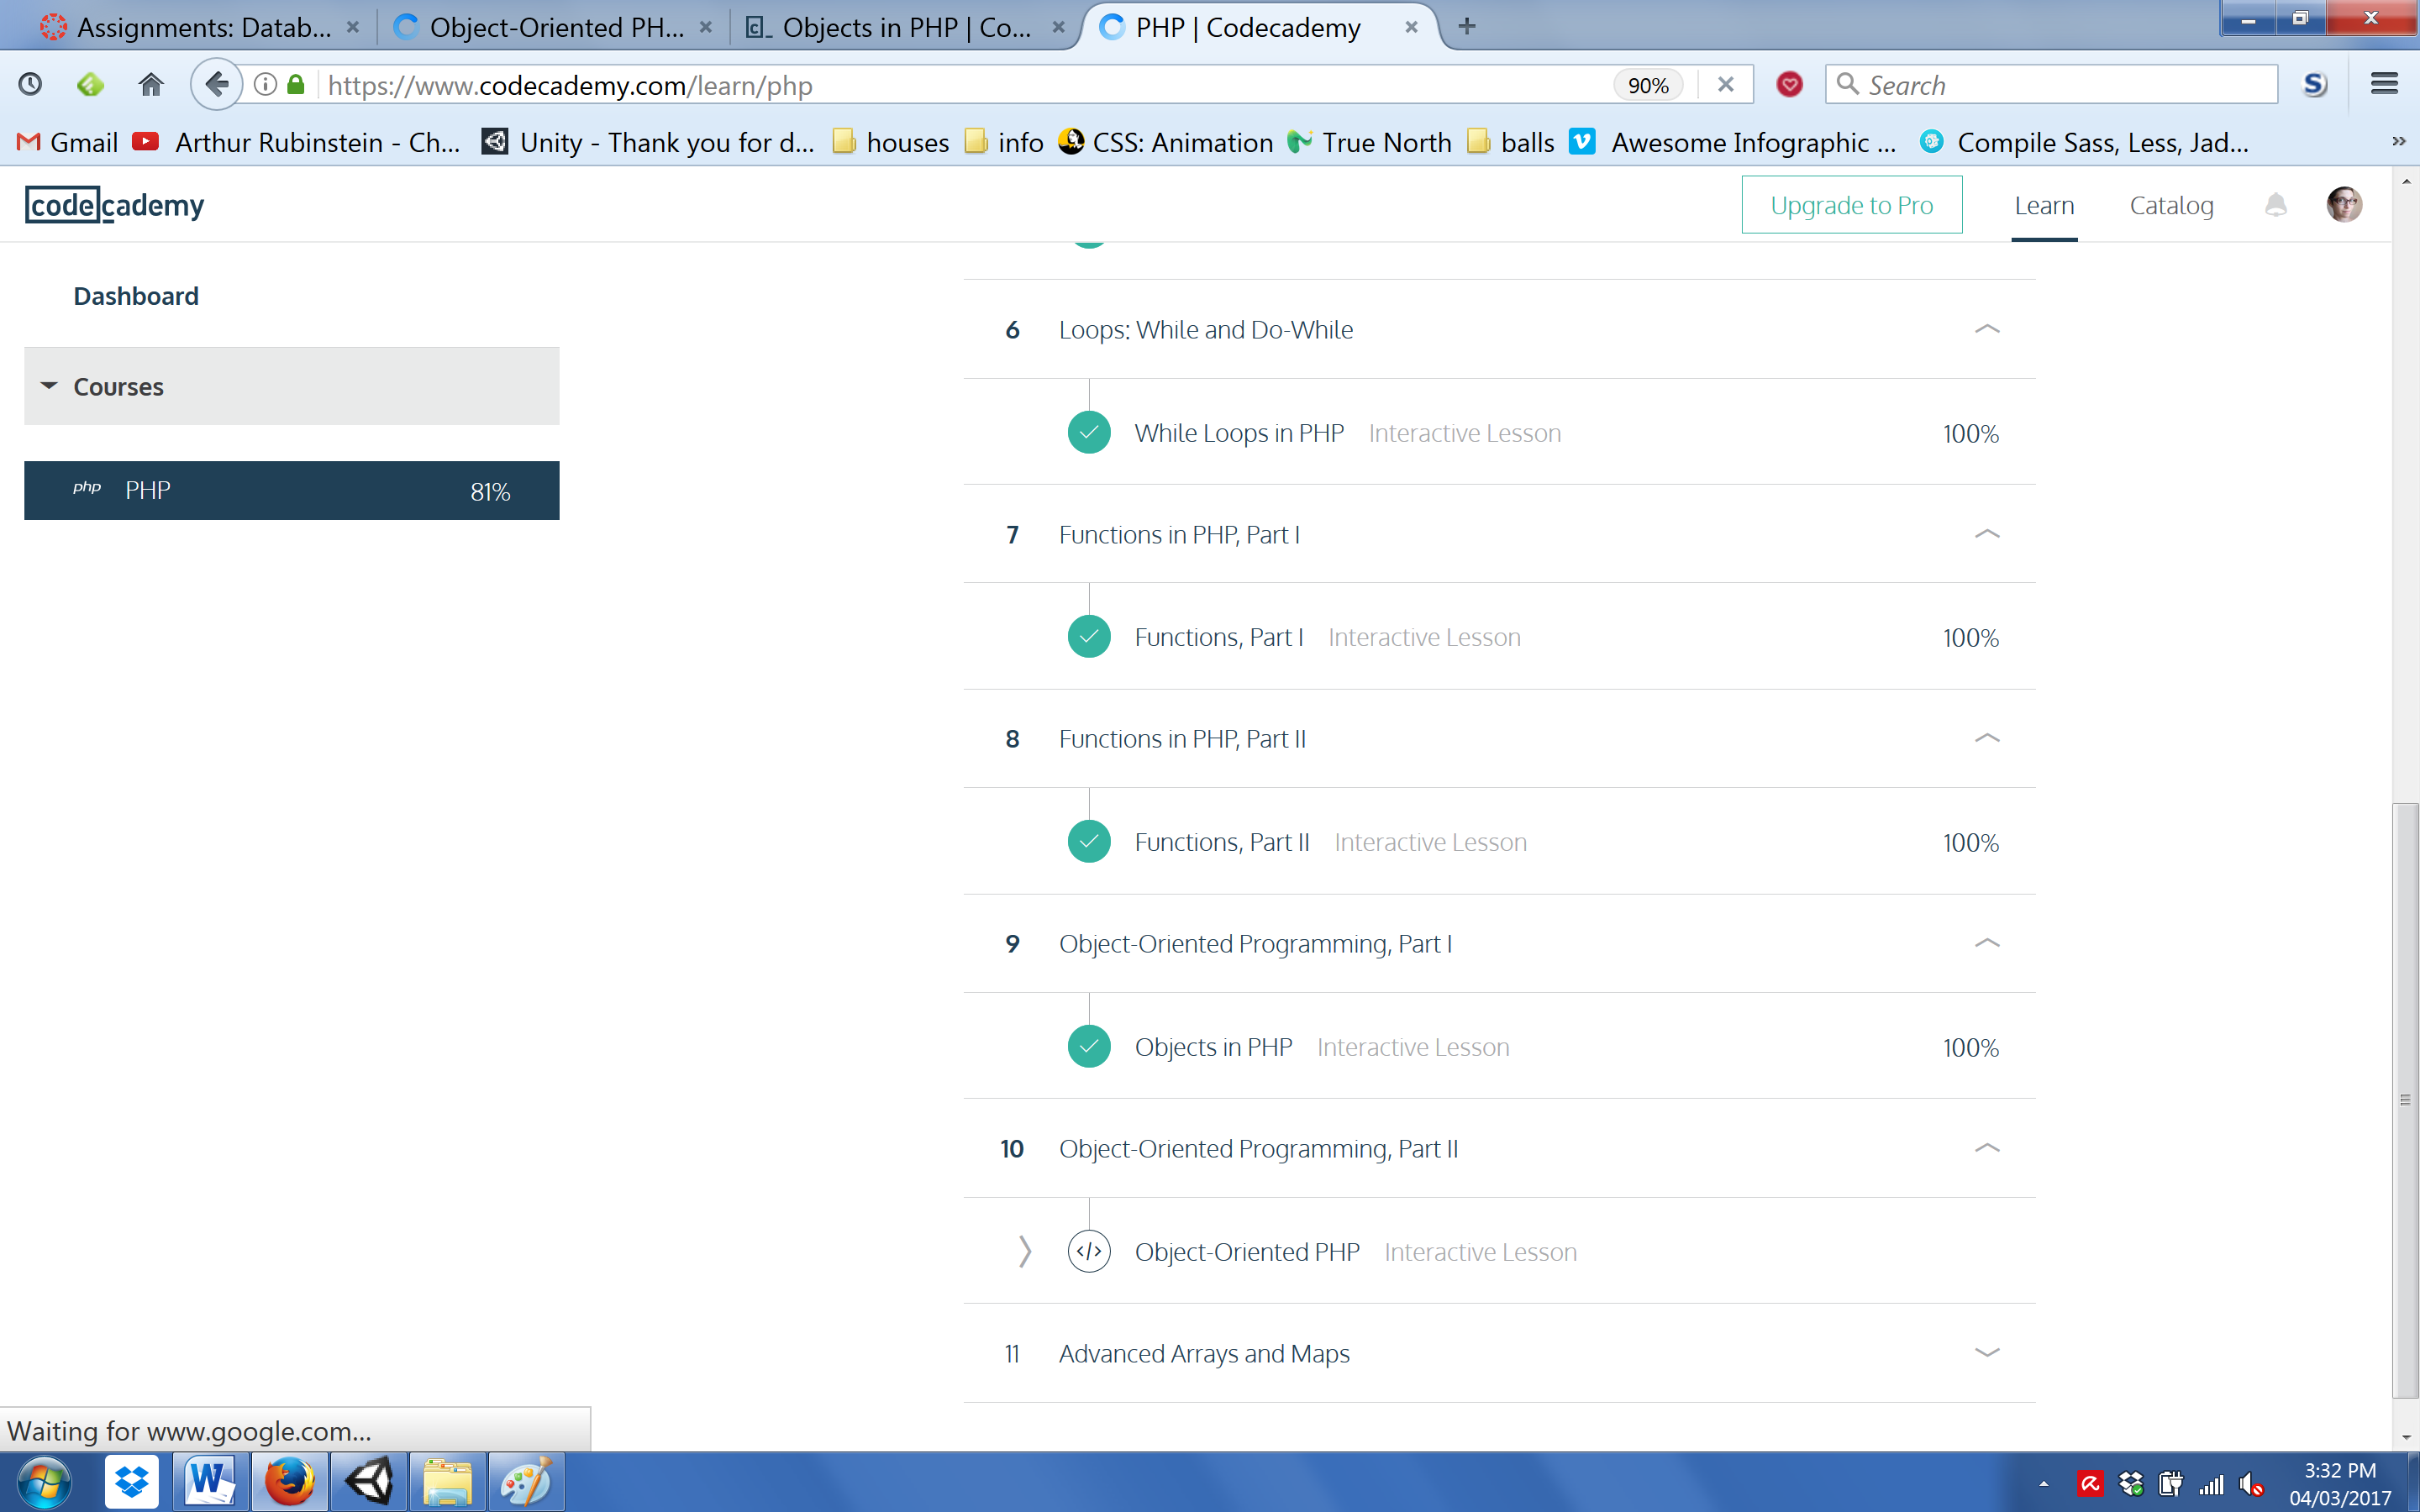 Assignments: Datab...
Object-Oriented PH...
Objects in PHP | Co...
PHP | Codecademy
https://www.codecademy.com/learn/php
90%
Search
Gmail
Arthur Rubinstein - Ch...
Unity - Thank you for d...
houses
info
CSS: Animation
True North
balls
Awesome Infographic ...
Compile Sass, Less, Jad...
codecademy
Upgrade to Pro
Learn
Catalog
Dashboard
Courses
php PHP 81%
6 Loops: While and Do-While
While Loops in PHP Interactive Lesson 100%
7 Functions in PHP, Part I
Functions, Part I Interactive Lesson 100%
8 Functions in PHP, Part II
Functions, Part II Interactive Lesson 100%
9 Object-Oriented Programming, Part I
Objects in PHP Interactive Lesson 100%
10 Object-Oriented Programming, Part II
</> Object-Oriented PHP Interactive Lesson
11 Advanced Arrays and Maps
Waiting for www.google.com...
3:32 PM
04/03/2017